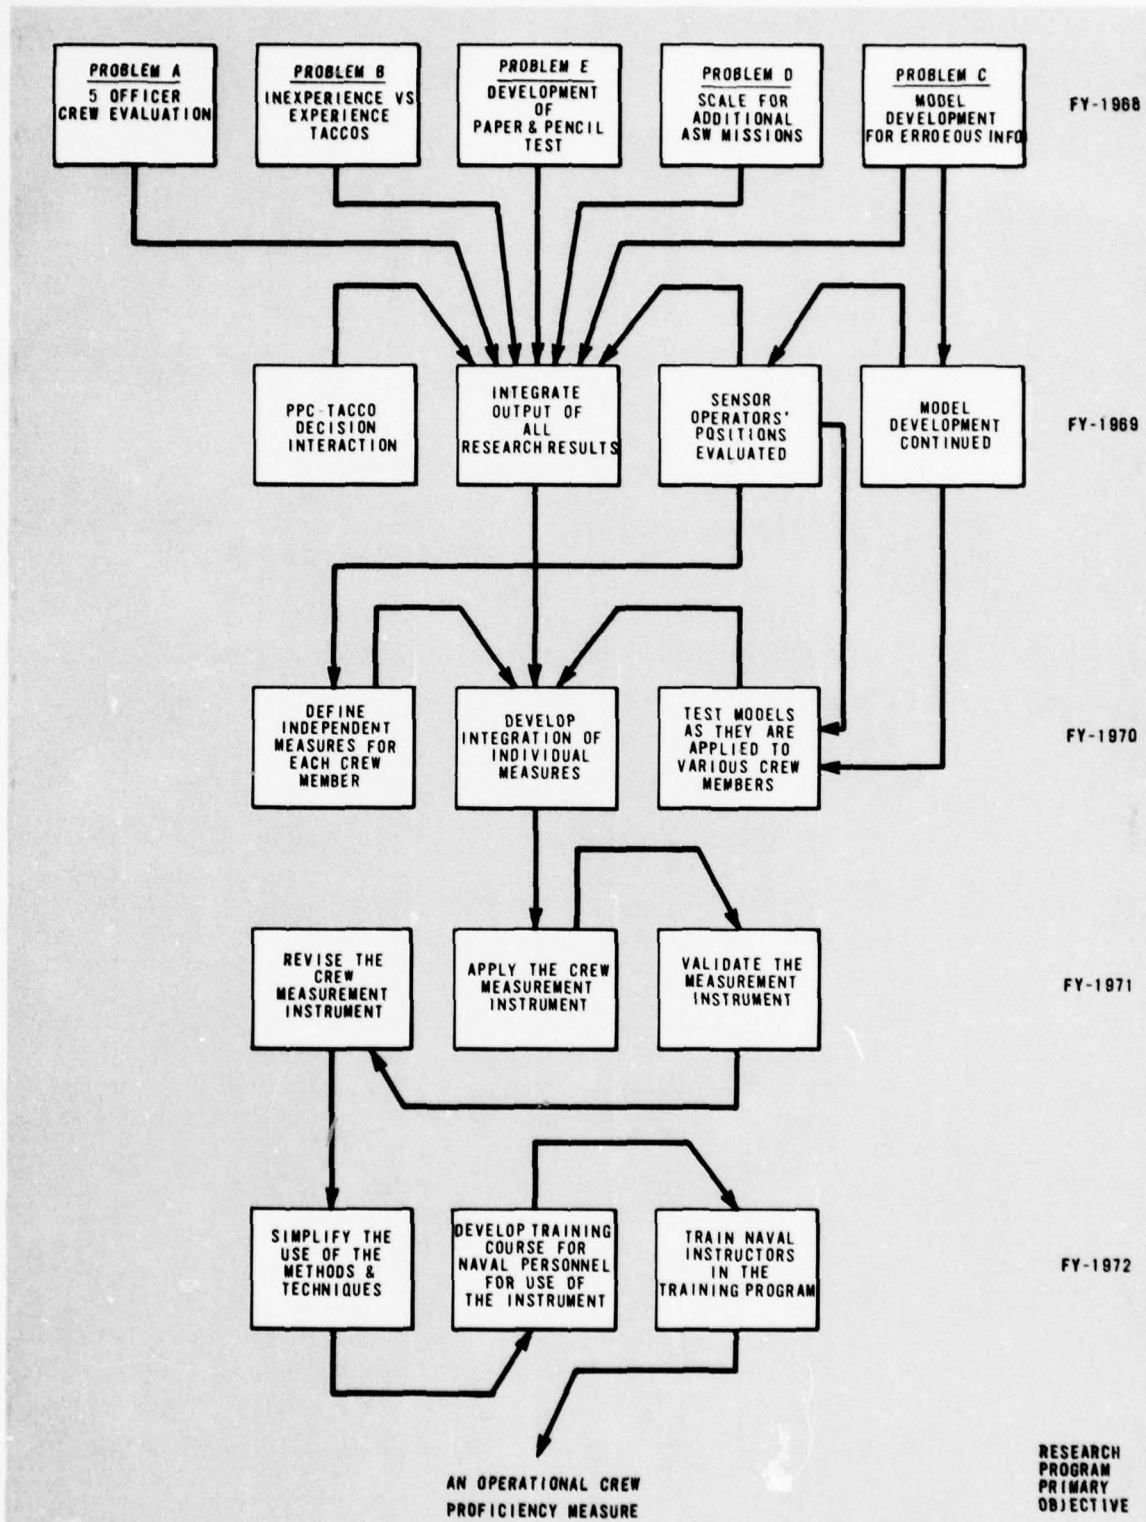 PROBLEM A
5 OFFICER
CREW EVALUATION
PROBLEM B
INEXPERIENCE VS
EXPERIENCE
TACCOS
PROBLEM E
DEVELOPMENT
OF
PAPER & PENCIL
TEST
PROBLEM D
SCALE FOR
ADDITIONAL
ASW MISSIONS
PROBLEM C
MODEL
DEVELOPMENT
FOR ERROEOUS INFO
FY-1968
PPC-TACCO
DECISION
INTERACTION
INTEGRATE
OUTPUT OF
ALL
RESEARCH RESULTS
SENSOR
OPERATORS'
POSITIONS
EVALUATED
MODEL
DEVELOPMENT
CONTINUED
FY-1969
DEFINE
INDEPENDENT
MEASURES FOR
EACH CREW
MEMBER
DEVELOP
INTEGRATION OF
INDIVIDUAL
MEASURES
TEST MODELS
AS THEY ARE
APPLIED TO
VARIOUS CREW
MEMBERS
FY-1970
REVISE THE
CREW
MEASUREMENT
INSTRUMENT
APPLY THE CREW
MEASUREMENT
INSTRUMENT
VALIDATE THE
MEASUREMENT
INSTRUMENT
FY-1971
SIMPLIFY THE
USE OF THE
METHODS &
TECHNIQUES
DEVELOP TRAINING
COURSE FOR
NAVAL PERSONNEL
FOR USE OF
THE INSTRUMENT
TRAIN NAVAL
INSTRUCTORS
IN THE
TRAINING PROGRAM
FY-1972
AN OPERATIONAL CREW
PROFICIENCY MEASURE
RESEARCH
PROGRAM
PRIMARY
OBJECTIVE